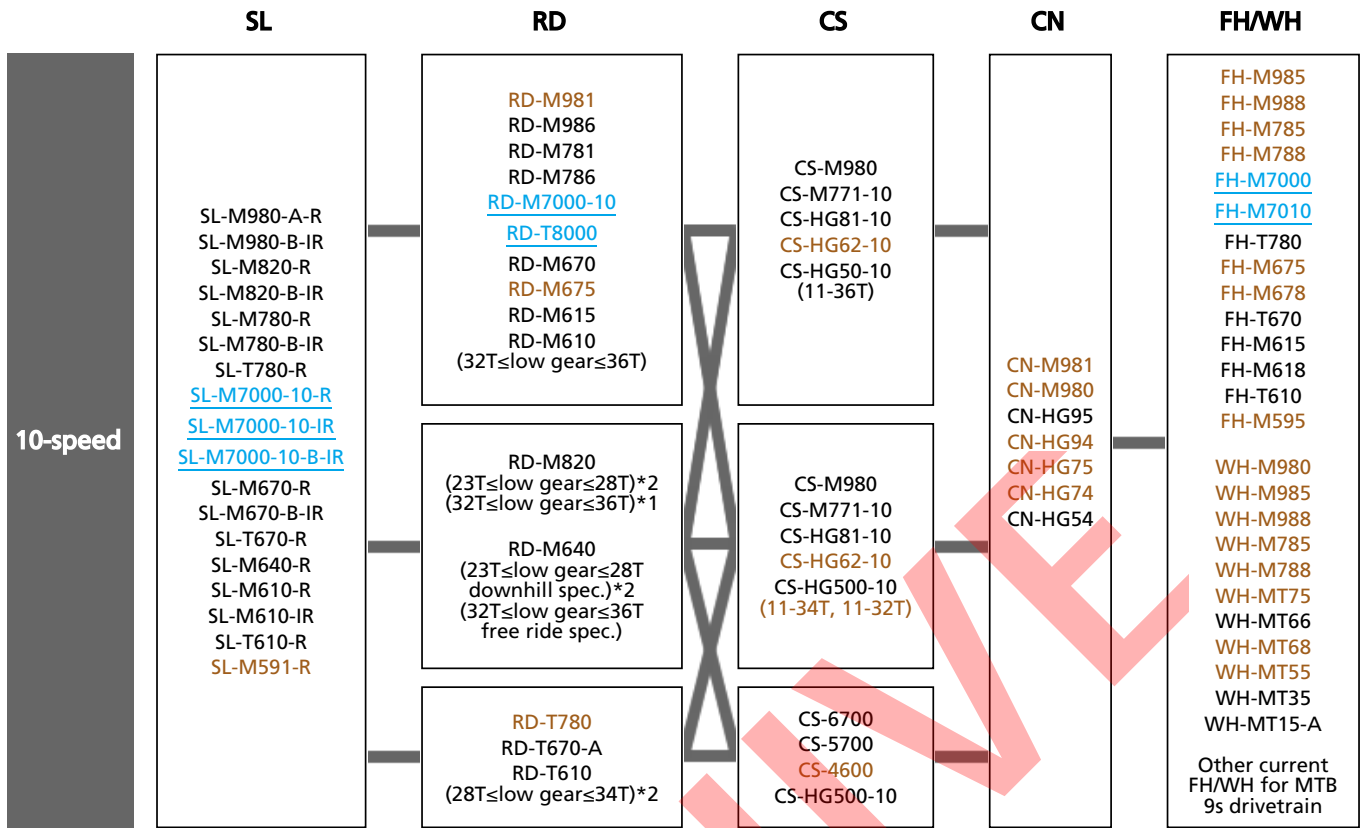 SL
RD
CS
CN
FH/WH
10-speed
SL-M980-A-R
SL-M980-B-IR
SL-M820-R
SL-M820-B-IR
SL-M780-R
SL-M780-B-IR
SL-T780-R
SL-M7000-10-R
SL-M7000-10-IR
SL-M7000-10-B-IR
SL-M670-R
SL-M670-B-IR
SL-T670-R
SL-M640-R
SL-M610-R
SL-M610-IR
SL-T610-R
SL-M591-R
RD-M981
RD-M986
RD-M781
RD-M786
RD-M7000-10
RD-T8000
RD-M670
RD-M675
RD-M615
RD-M610
(32T≤low gear≤36T)
RD-M820
(23T≤low gear≤28T)*2
(32T≤low gear≤36T)*1
RD-M640
(23T≤low gear≤28T
downhill spec.)*2
(32T≤low gear≤36T
free ride spec.)
RD-T780
RD-T670-A
RD-T610
(28T≤low gear≤34T)*2
CS-M980
CS-M771-10
CS-HG81-10
CS-HG62-10
CS-HG50-10
(11-36T)
CS-M980
CS-M771-10
CS-HG81-10
CS-HG62-10
CS-HG500-10
(11-34T, 11-32T)
CS-6700
CS-5700
CS-4600
CS-HG500-10
CN-M981
CN-M980
CN-HG95
CN-HG94
CN-HG75
CN-HG74
CN-HG54
FH-M985
FH-M988
FH-M785
FH-M788
FH-M7000
FH-M7010
FH-T780
FH-M675
FH-M678
FH-T670
FH-M615
FH-M618
FH-T610
FH-M595
WH-M980
WH-M985
WH-M988
WH-M785
WH-M788
WH-MT75
WH-MT66
WH-MT68
WH-MT55
WH-MT35
WH-MT15-A
Other current
FH/WH for MTB
9s drivetrain